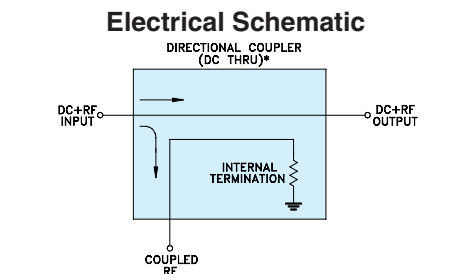 Electrical Schematic
DIRECTIONAL COUPLER
(DC THRU)*
DC+RF
INPUT
DC+RF
OUTPUT
INTERNAL
TERMINATION
COUPLED
RF